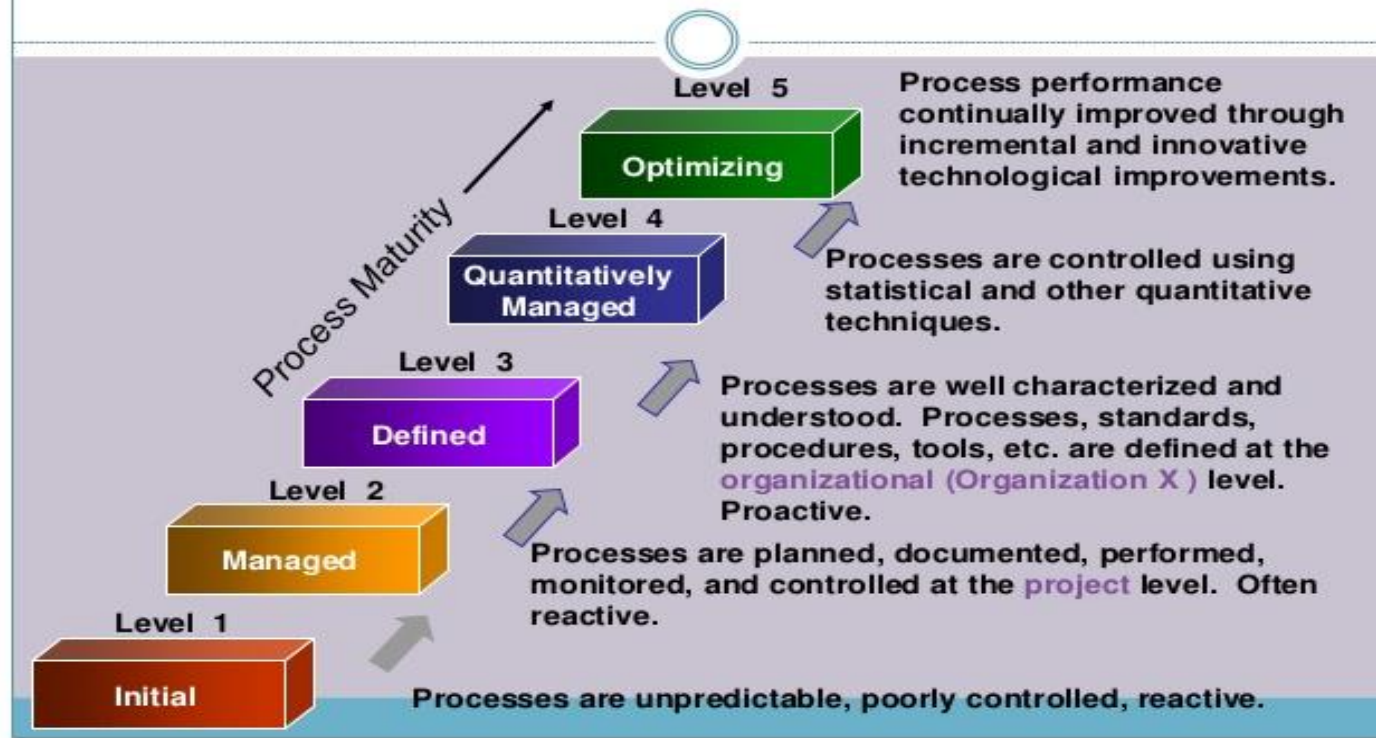 Level 5
Optimizing
Process performance
continually improved through
incremental and innovative
technological improvements.
Process Maturity
Level 4
Quantitatively
Managed
Processes are controlled using
statistical and other quantitative
techniques.
Level 3
Defined
Processes are well characterized and
understood. Processes, standards,
procedures, tools, etc. are defined at the
organizational (Organization X ) level.
Proactive.
Level 2
Managed
Processes are planned, documented, performed,
monitored, and controlled at the project level. Often
reactive.
Level 1
Initial
Processes are unpredictable, poorly controlled, reactive.